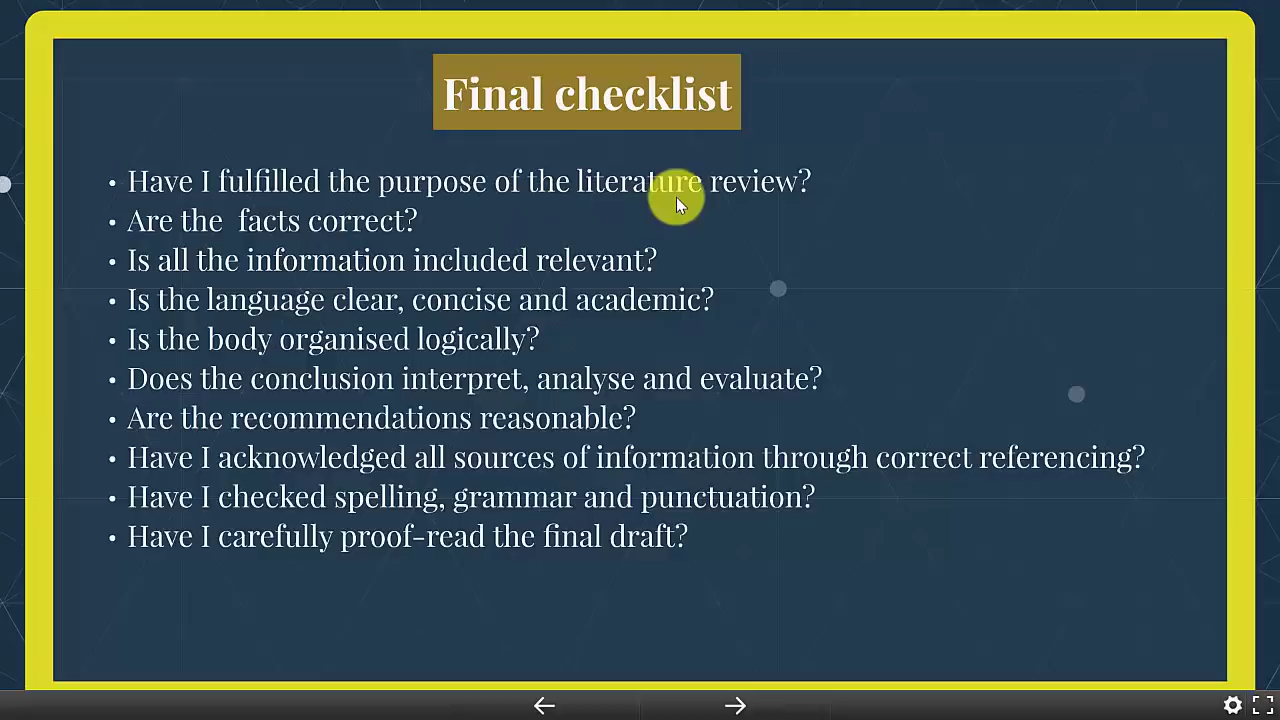 Final checklist
• Have I fulfilled the purpose of the literature review?
• Are the  facts correct?
• Is all the information included relevant?
• Is the language clear, concise and academic?
• Is the body organised logically?
• Does the conclusion interpret, analyse and evaluate?
• Are the recommendations reasonable?
• Have I acknowledged all sources of information through correct referencing?
• Have I checked spelling, grammar and punctuation?
• Have I carefully proof-read the final draft?